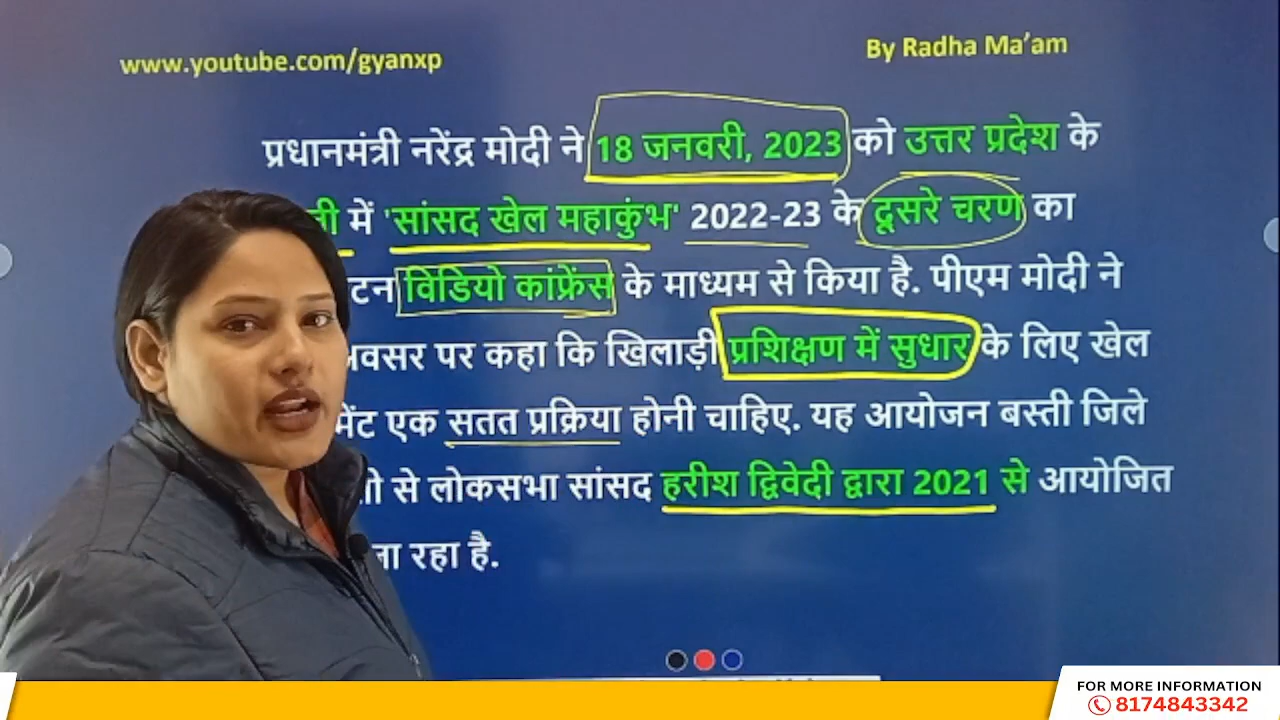 www.youtube.com/gyanxp
By Radha Ma'am
प्रधानमंत्री नरेंद्र मोदी ने 18 जनवरी, 2023 को उत्तर प्रदेश के
में 'सांसद खेल महाकुंभ' 2022-23 के दूसरे चरण का
विडियो कांफ्रेंस के माध्यम से किया है. पीएम मोदी ने
पर कहा कि खिलाड़ी प्रशिक्षण में सुधार के लिए खेल
एक सतत प्रक्रिया होनी चाहिए. यह आयोजन बस्ती जिले
से लोकसभा सांसद हरीश द्विवेदी द्वारा 2021 से आयोजित
रहा है.
FOR MORE INFORMATION
8174843342